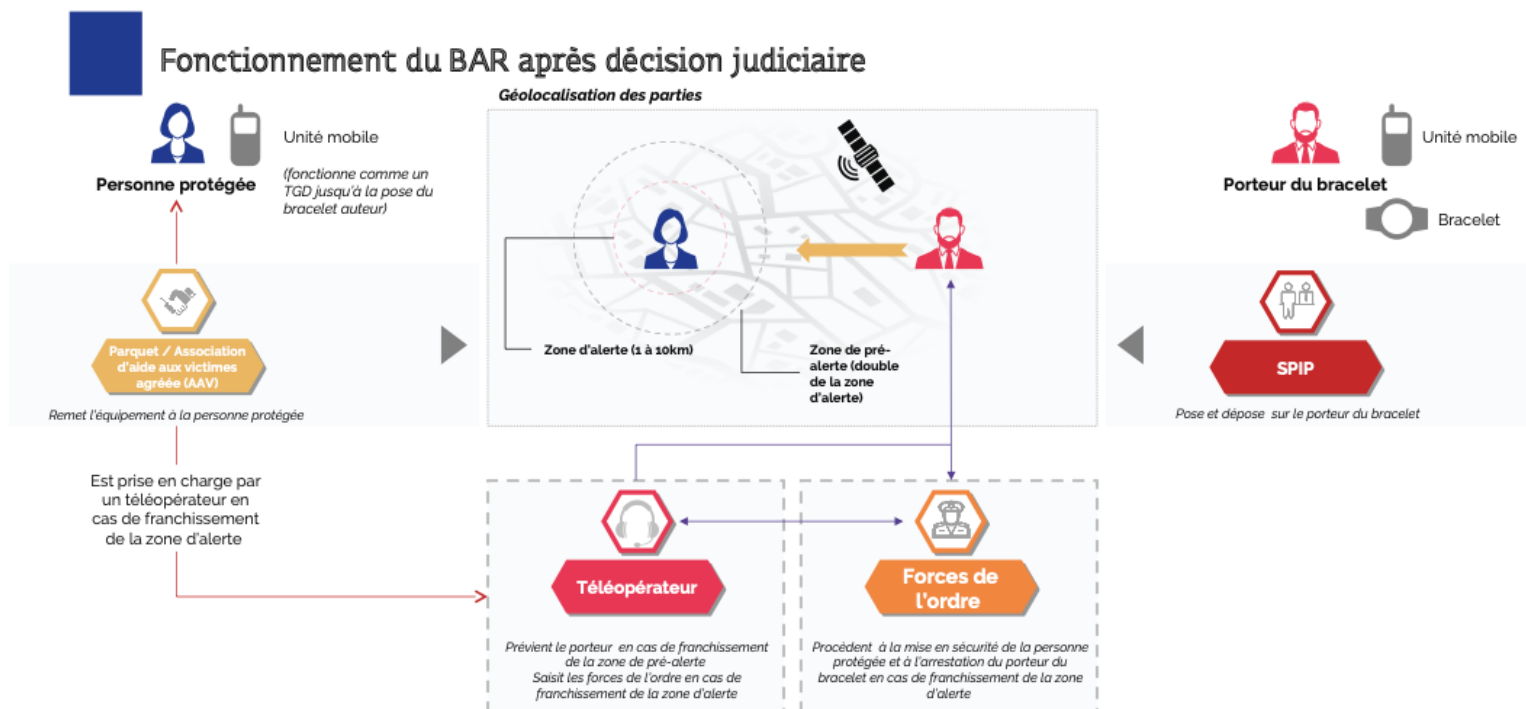 Fonctionnement du BAR après décision judiciaire
Géolocalisation des parties
Unité mobile
(fonctionne comme un
TGD jusqu'à la pose du
bracelet auteur)
Personne protégée
Unité mobile
Porteur du bracelet
Bracelet
Parquet / Association
d'aide aux victimes
agréée (AAV)
Remet l'équipement à la personne protégée
Zone d'alerte (1 à 10km)
Zone de pré-
alerte (double
de la zone
d'alerte)
SPIP
Pose et dépose sur le porteur du bracelet
Est prise en charge par
un téléopérateur en
cas de franchissement
de la zone d'alerte
Téléopérateur
Prévient le porteur en cas de franchissement
de la zone de pré-alerte
Saisit les forces de l'ordre en cas de
franchissement de la zone d'alerte
Forces de
l'ordre
Procèdent à la mise en sécurité de la personne
protégée et à l'arrestation du porteur du
bracelet en cas de franchissement de la zone
d'alerte